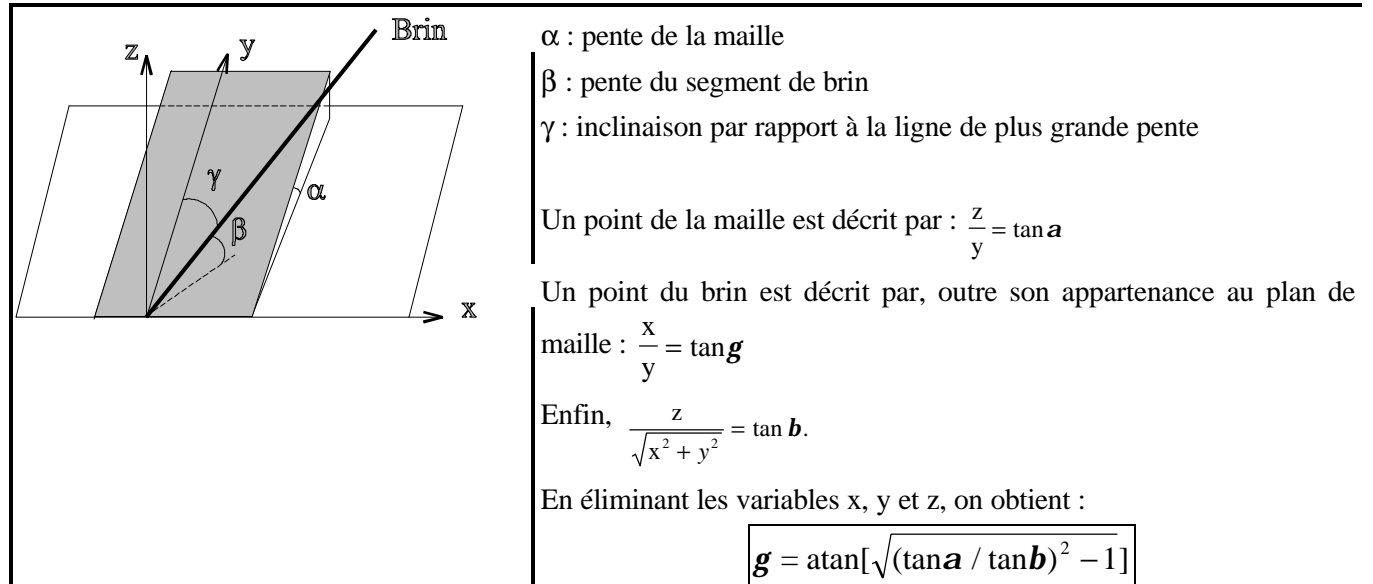 Brin
z
y
γ
α
β
x
α : pente de la maille
β : pente du segment de brin
γ : inclinaison par rapport à la ligne de plus grande pente
Un point de la maille est décrit par : z/y = tan a
Un point du brin est décrit par, outre son appartenance au plan de
maille : x/y = tan g
Enfin, z/√(x² + y²) = tan b.
En éliminant les variables x, y et z, on obtient :
g = atan[√((tan a / tan b)² − 1)]